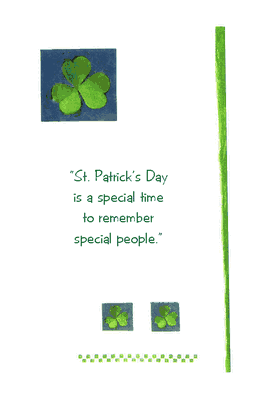 "St. Patrick's Day
is a special time
to remember
special people."